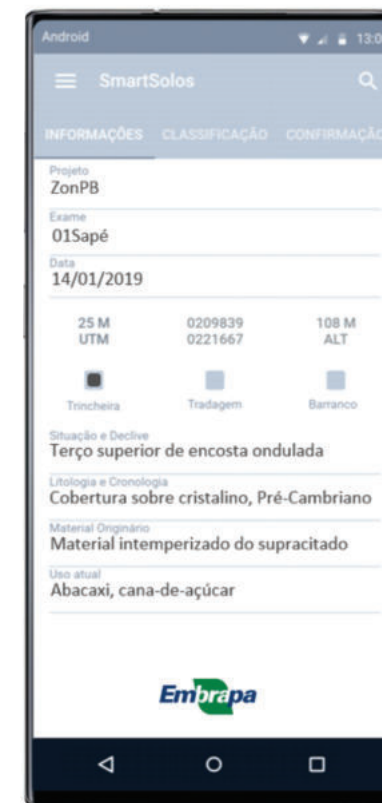 Android
13:0
SmartSolos
INFORMAÇÕES CLASSIFICAÇÃO CONFIRMAÇÃO
Projeto
ZonPB
Exame
01Sapé
Data
14/01/2019
25 M 0209839 108 M
UTM 0221667 ALT
Trincheira Tradagem Barranco
Situação e Declive
Terço superior de encosta ondulada
Litologia e Cronologia
Cobertura sobre cristalino, Pré-Cambriano
Material Originário
Material intemperizado do supracitado
Uso atual
Abacaxi, cana-de-açúcar
Embrapa